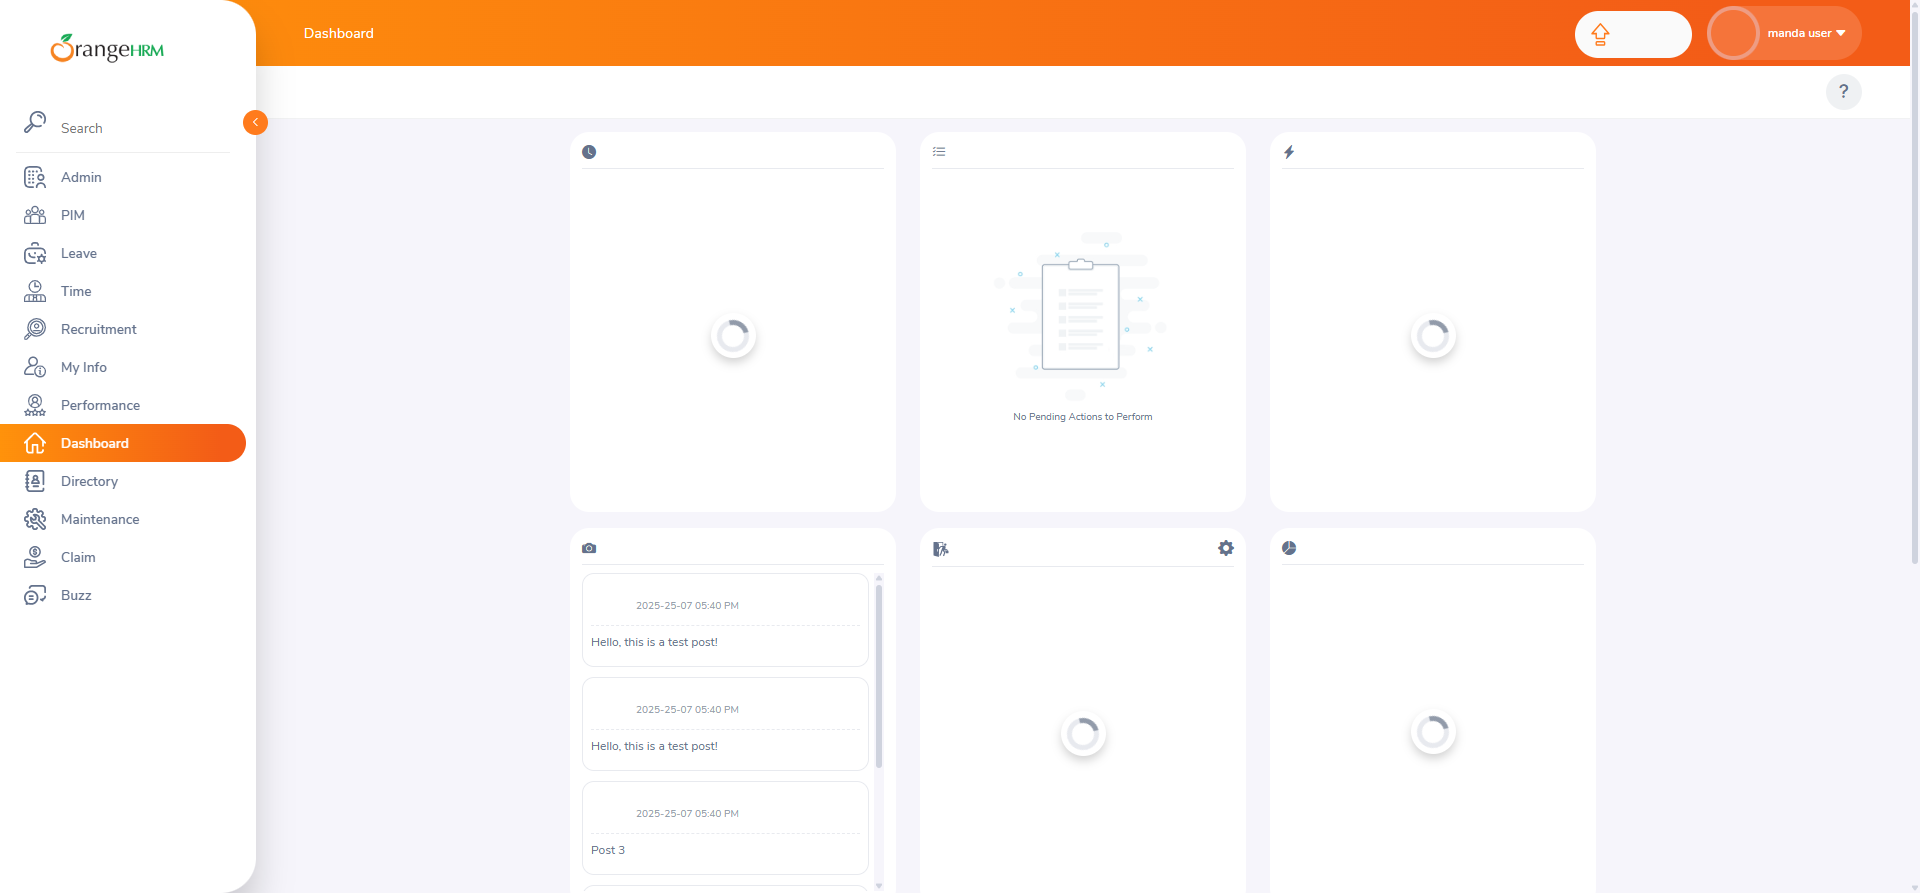 OrangeHRM
Dashboard
manda user
?
Search
Admin
PIM
Leave
Time
Recruitment
My Info
Performance
Dashboard
Directory
Maintenance
Claim
Buzz
No Pending Actions to Perform
2025-25-07 05:40 PM
Hello, this is a test post!
2025-25-07 05:40 PM
Hello, this is a test post!
2025-25-07 05:40 PM
Post 3